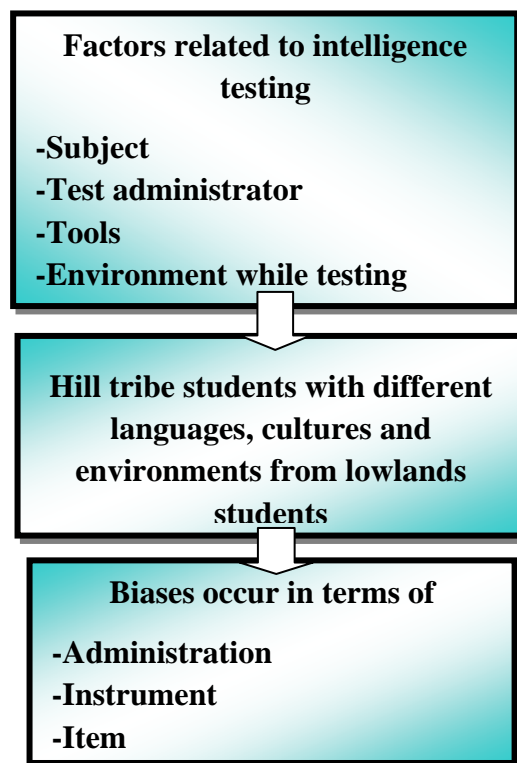 Factors related to intelligence
testing
-Subject
-Test administrator
-Tools
-Environment while testing
Hill tribe students with different
languages, cultures and
environments from lowlands
students
Biases occur in terms of
-Administration
-Instrument
-Item